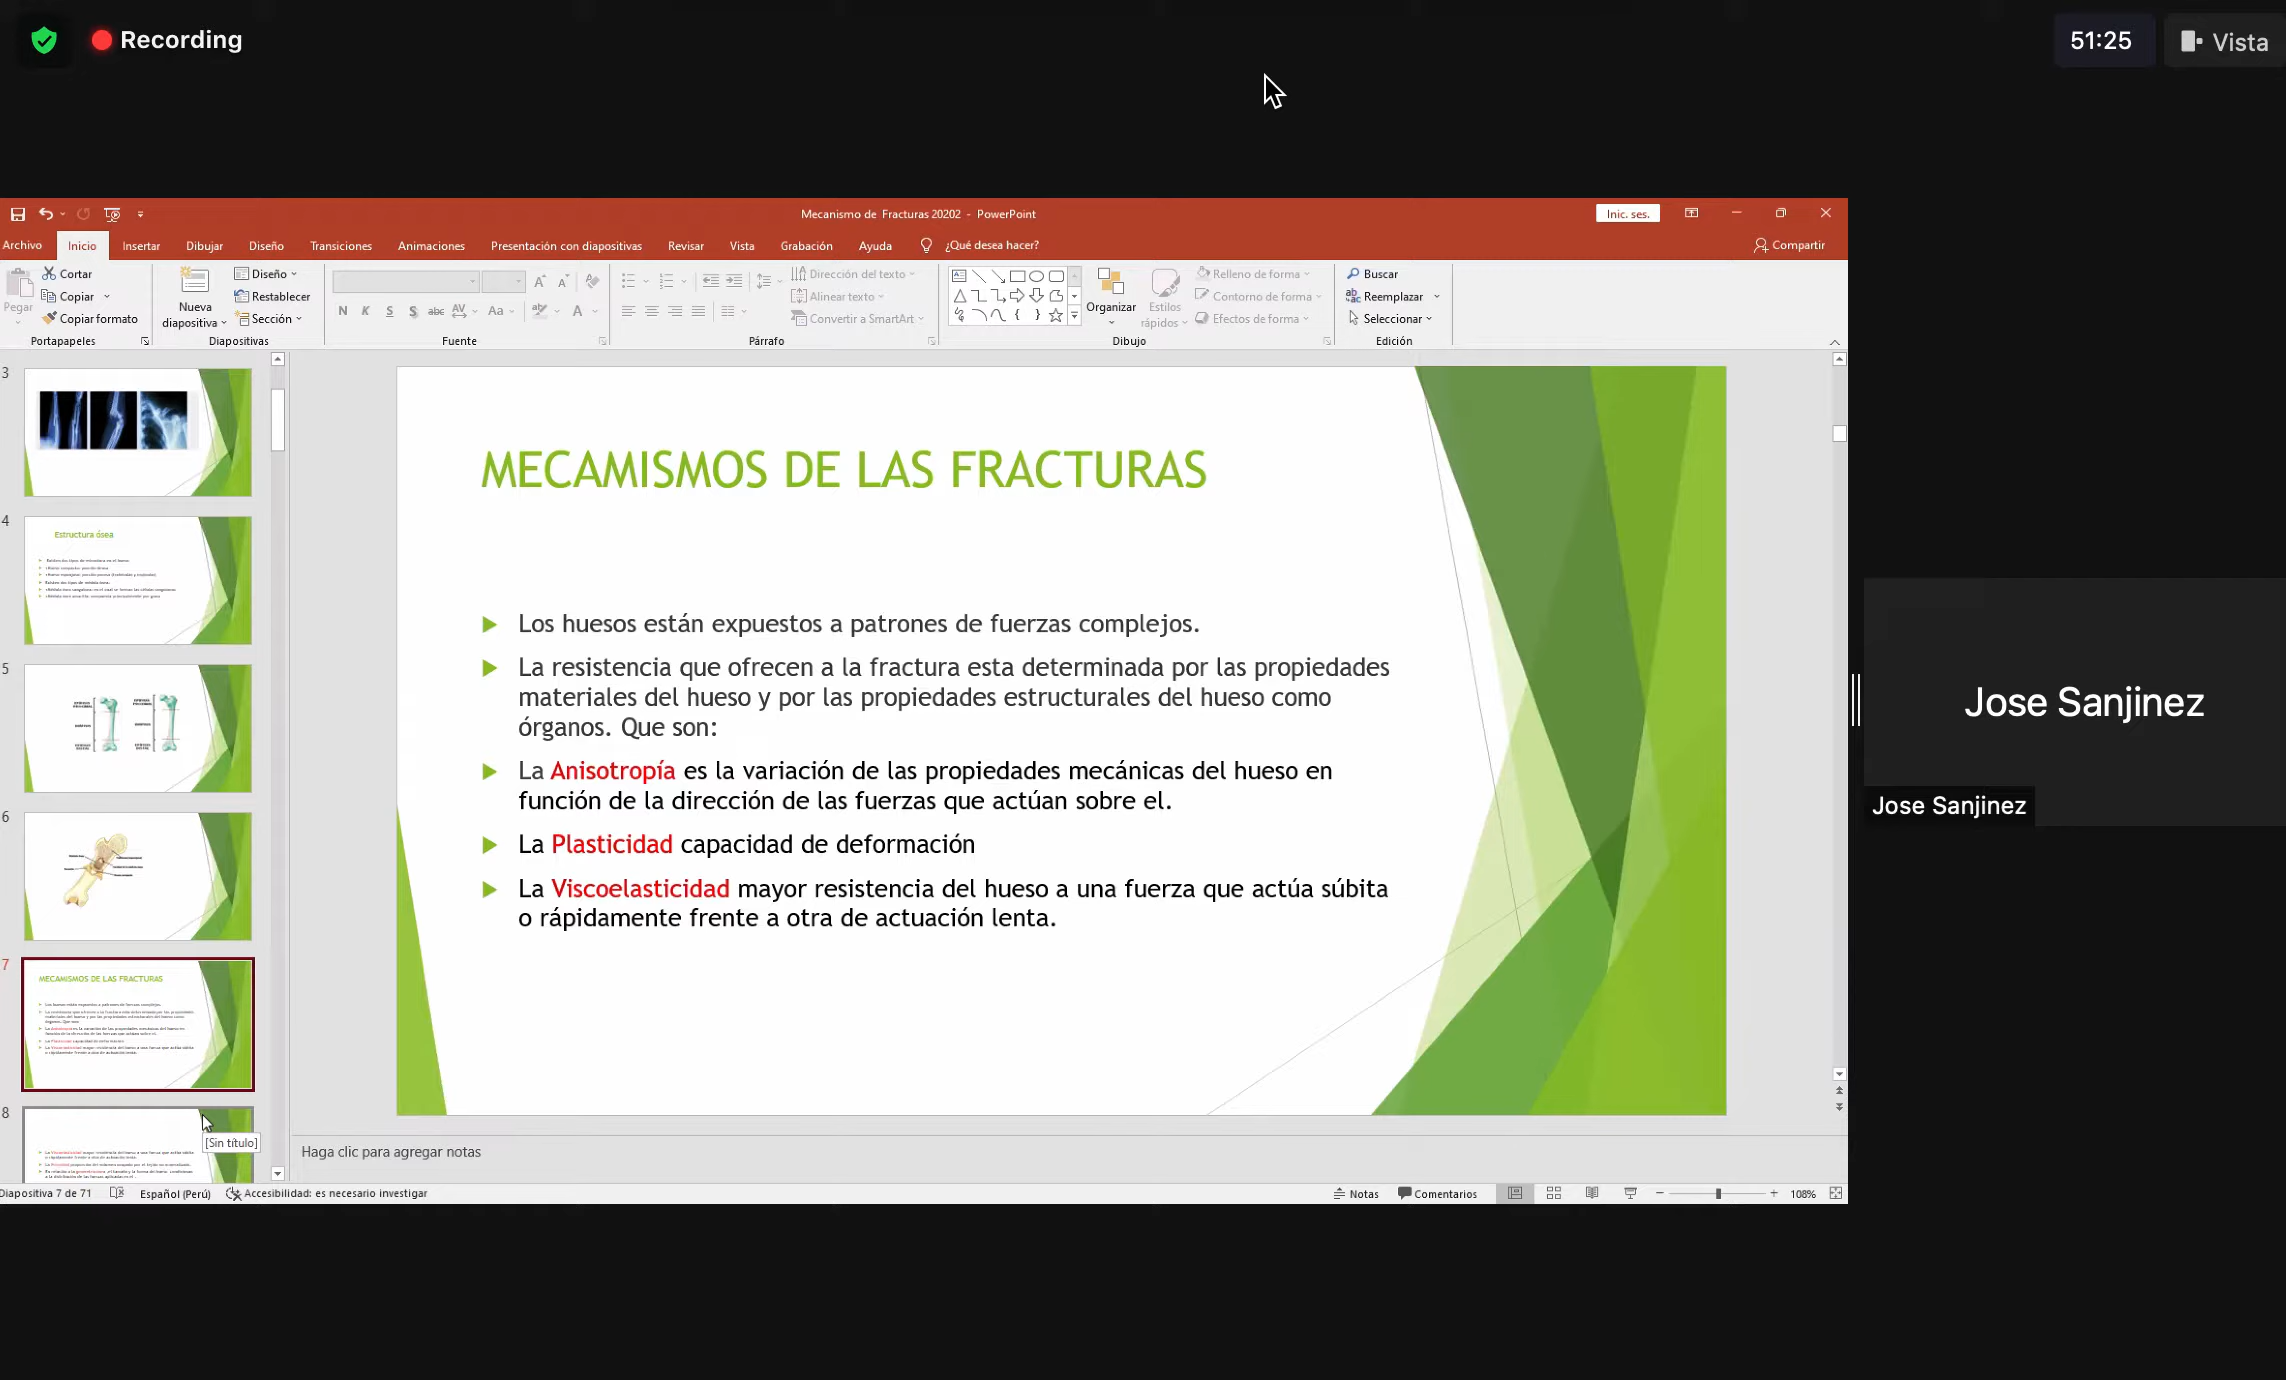 Recording
51:25
Vista
Mecanismo de Fracturas 20202 - PowerPoint
Inic. ses.
Archivo Inicio Insertar Dibujar Diseño Transiciones Animaciones Presentación con diapositivas Revisar Vista Grabación Ayuda ¿Qué desea hacer? Compartir
Pegar
Cortar
Copiar
Copiar formato
Portapapeles
Nueva diapositiva
Diseño
Restablecer
Sección
Diapositivas
N K S S abc AV Aa A
Fuente
Dirección del texto
Alinear texto
Convertir a SmartArt
Párrafo
Organizar
Estilos rápidos
Relleno de forma
Contorno de forma
Efectos de forma
Dibujo
Buscar
Reemplazar
Seleccionar
Edición
3
4
Estructura ósea
5
6
7
MECAMISMOS DE LAS FRACTURAS
8
[Sin título]
MECAMISMOS DE LAS FRACTURAS
Los huesos están expuestos a patrones de fuerzas complejos.
La resistencia que ofrecen a la fractura esta determinada por las propiedades
materiales del hueso y por las propiedades estructurales del hueso como
órganos. Que son:
La Anisotropía es la variación de las propiedades mecánicas del hueso en
función de la dirección de las fuerzas que actúan sobre el.
La Plasticidad capacidad de deformación
La Viscoelasticidad mayor resistencia del hueso a una fuerza que actúa súbita
o rápidamente frente a otra de actuación lenta.
Haga clic para agregar notas
Diapositiva 7 de 71 Español (Perú) Accesibilidad: es necesario investigar Notas Comentarios 108%
Jose Sanjinez
Jose Sanjinez